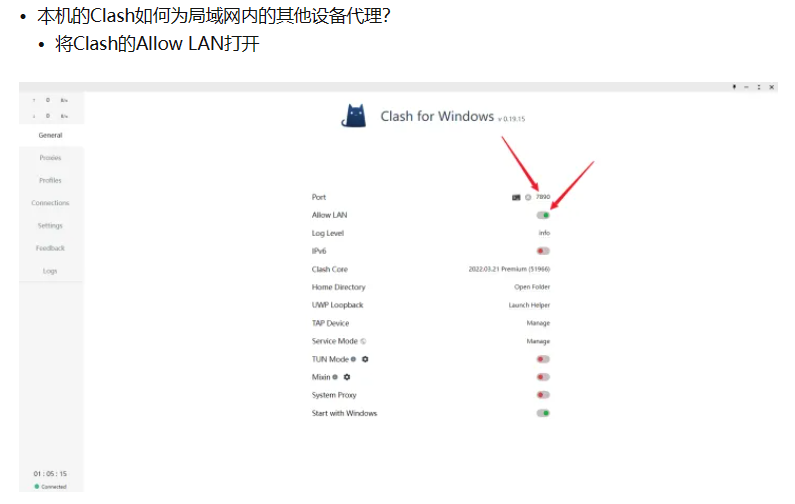 本机的Clash如何为局域网内的其他设备代理？
将Clash的Allow LAN打开
↑ 0 B/s
↓ 0 B/s
Clash for Windows v 0.19.15
General
Proxies
Profiles
Connections
Settings
Feedback
Logs
Port 7890
Allow LAN
Log Level Info
IPv6
Clash Core 2022.03.21 Premium (51966)
Home Directory Open Folder
UWP Loopback Launch Helper
TAP Device Manage
Service Mode Manage
TUN Mode
Mixin
System Proxy
Start with Windows
01 : 05 : 15
Connected